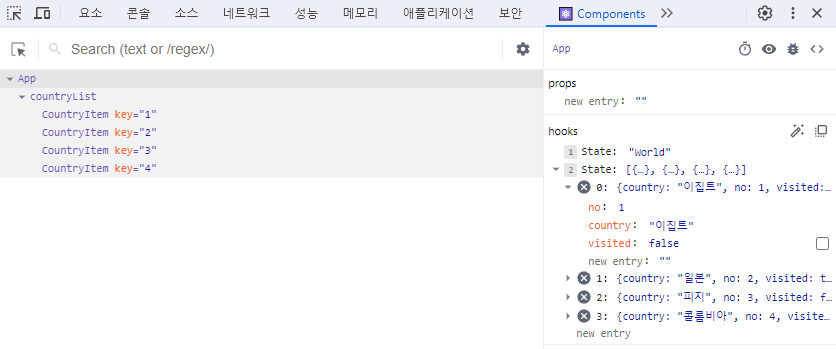 요소 콘솔 소스 네트워크 성능 메모리 애플리케이션 보안 Components
Search (text or /regex/)
App
countryList
CountryItem key="1"
CountryItem key="2"
CountryItem key="3"
CountryItem key="4"
App
props
new entry: ""
hooks
1 State: "World"
2 State: [{…}, {…}, {…}, {…}]
0: {country: "이집트", no: 1, visited:…
no: 1
country: "이집트"
visited: false
new entry: ""
1: {country: "일본", no: 2, visited: t…
2: {country: "피지", no: 3, visited: f…
3: {country: "콜롬비아", no: 4, visite…
new entry